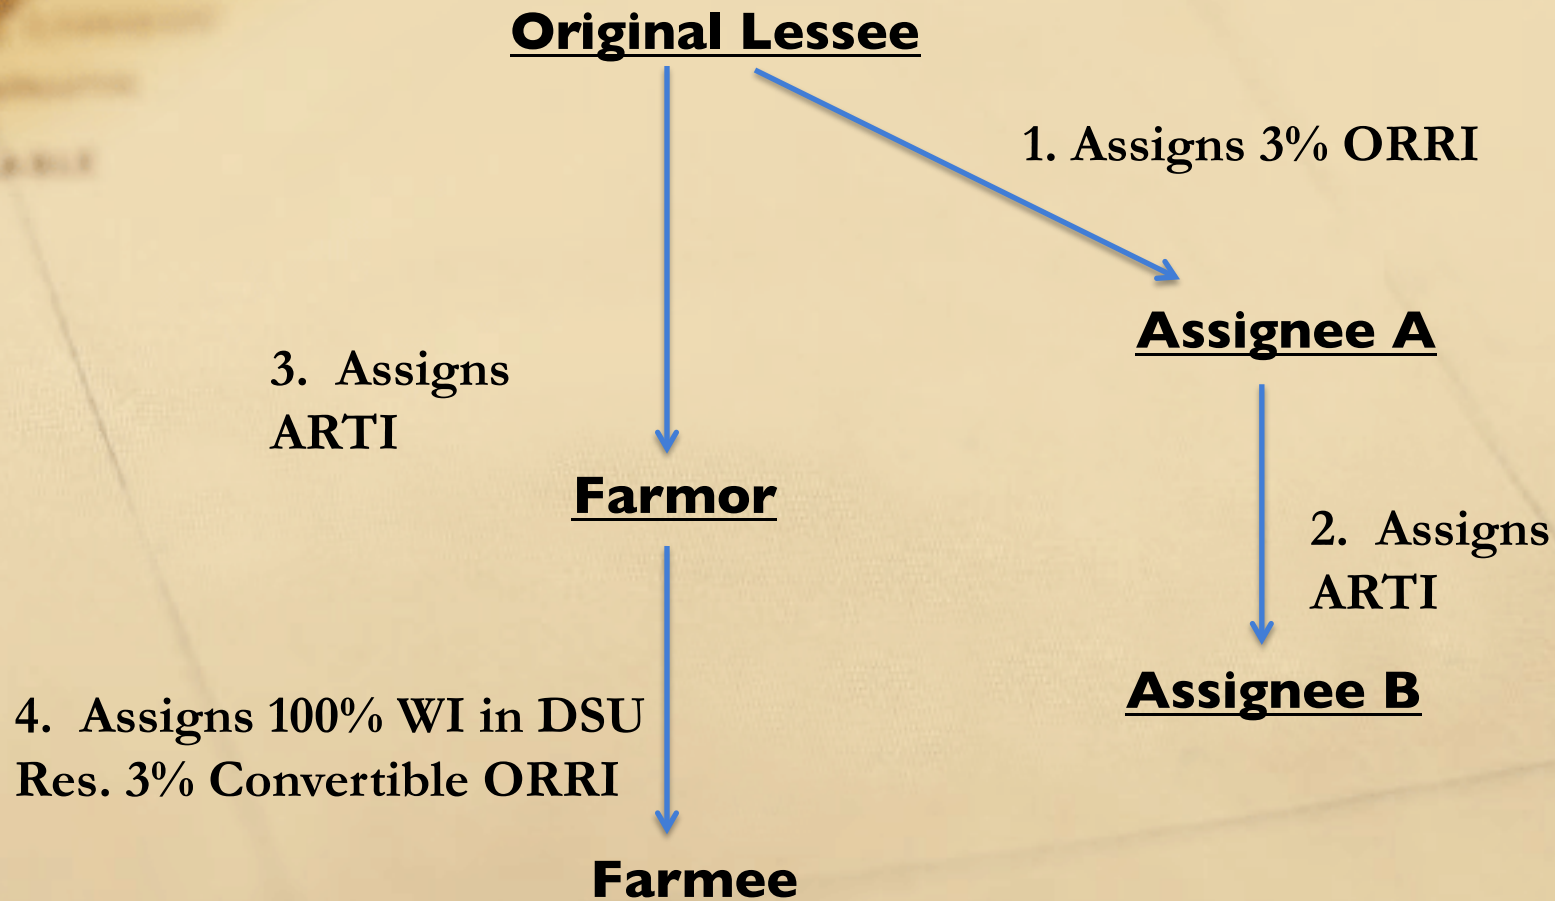 Original Lessee
1. Assigns 3% ORRI
Assignee A
3. Assigns
ARTI
Farmor
2. Assigns
ARTI
Assignee B
4. Assigns 100% WI in DSU
Res. 3% Convertible ORRI
Farmee